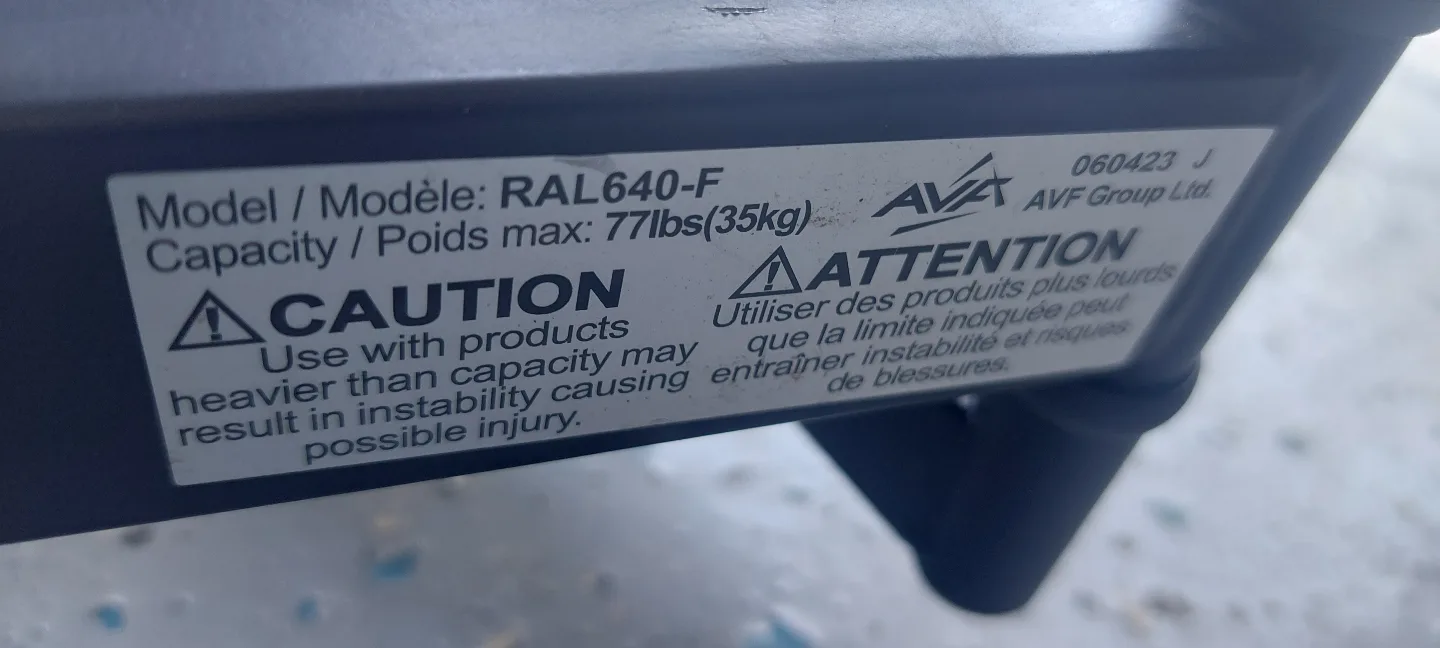 Model / Modèle: RAL640-F
Capacity / Poids max: 77lbs(35kg)
AVF
060423 J
AVF Group Ltd.
CAUTION
Use with products
heavier than capacity may
result in instability causing
possible injury.
ATTENTION
Utiliser des produits plus lourds
que la limite indiquée peut
entraîner instabilité et risques
de blessures.